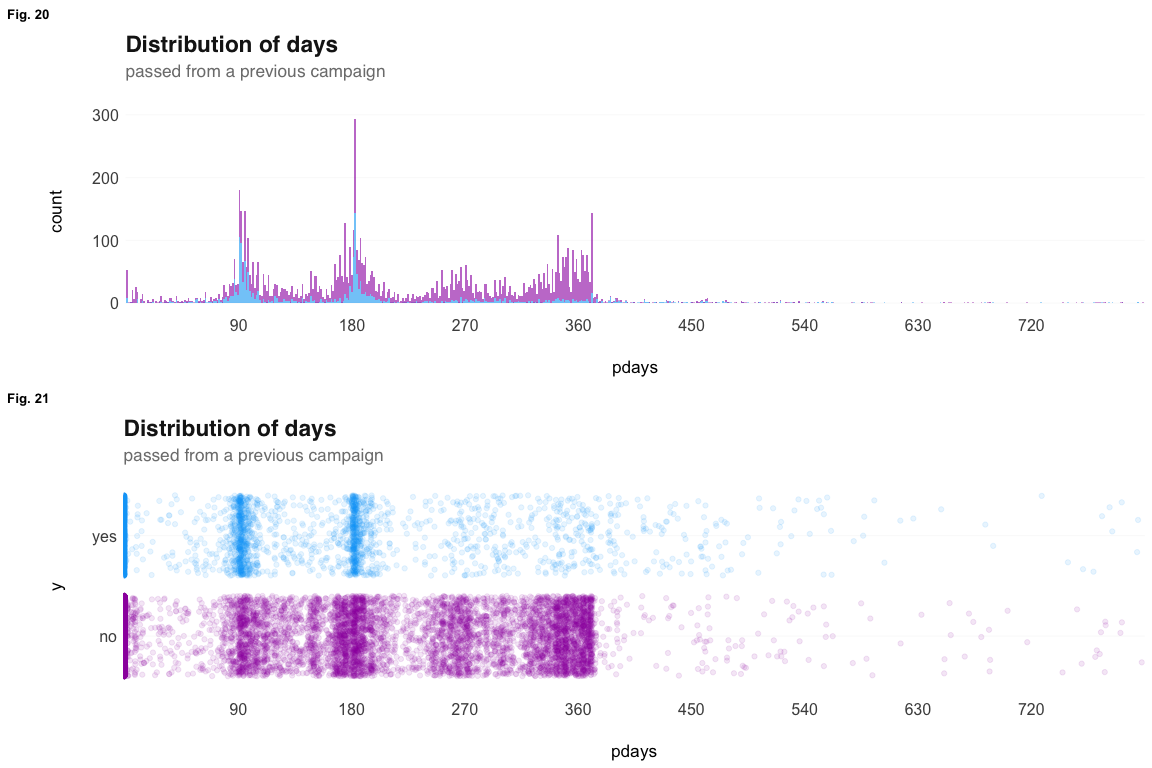 Fig. 20
Distribution of days
passed from a previous campaign
300
200
100
0
count
90 180 270 360 450 540 630 720
pdays
Fig. 21
Distribution of days
passed from a previous campaign
yes
no
y
90 180 270 360 450 540 630 720
pdays